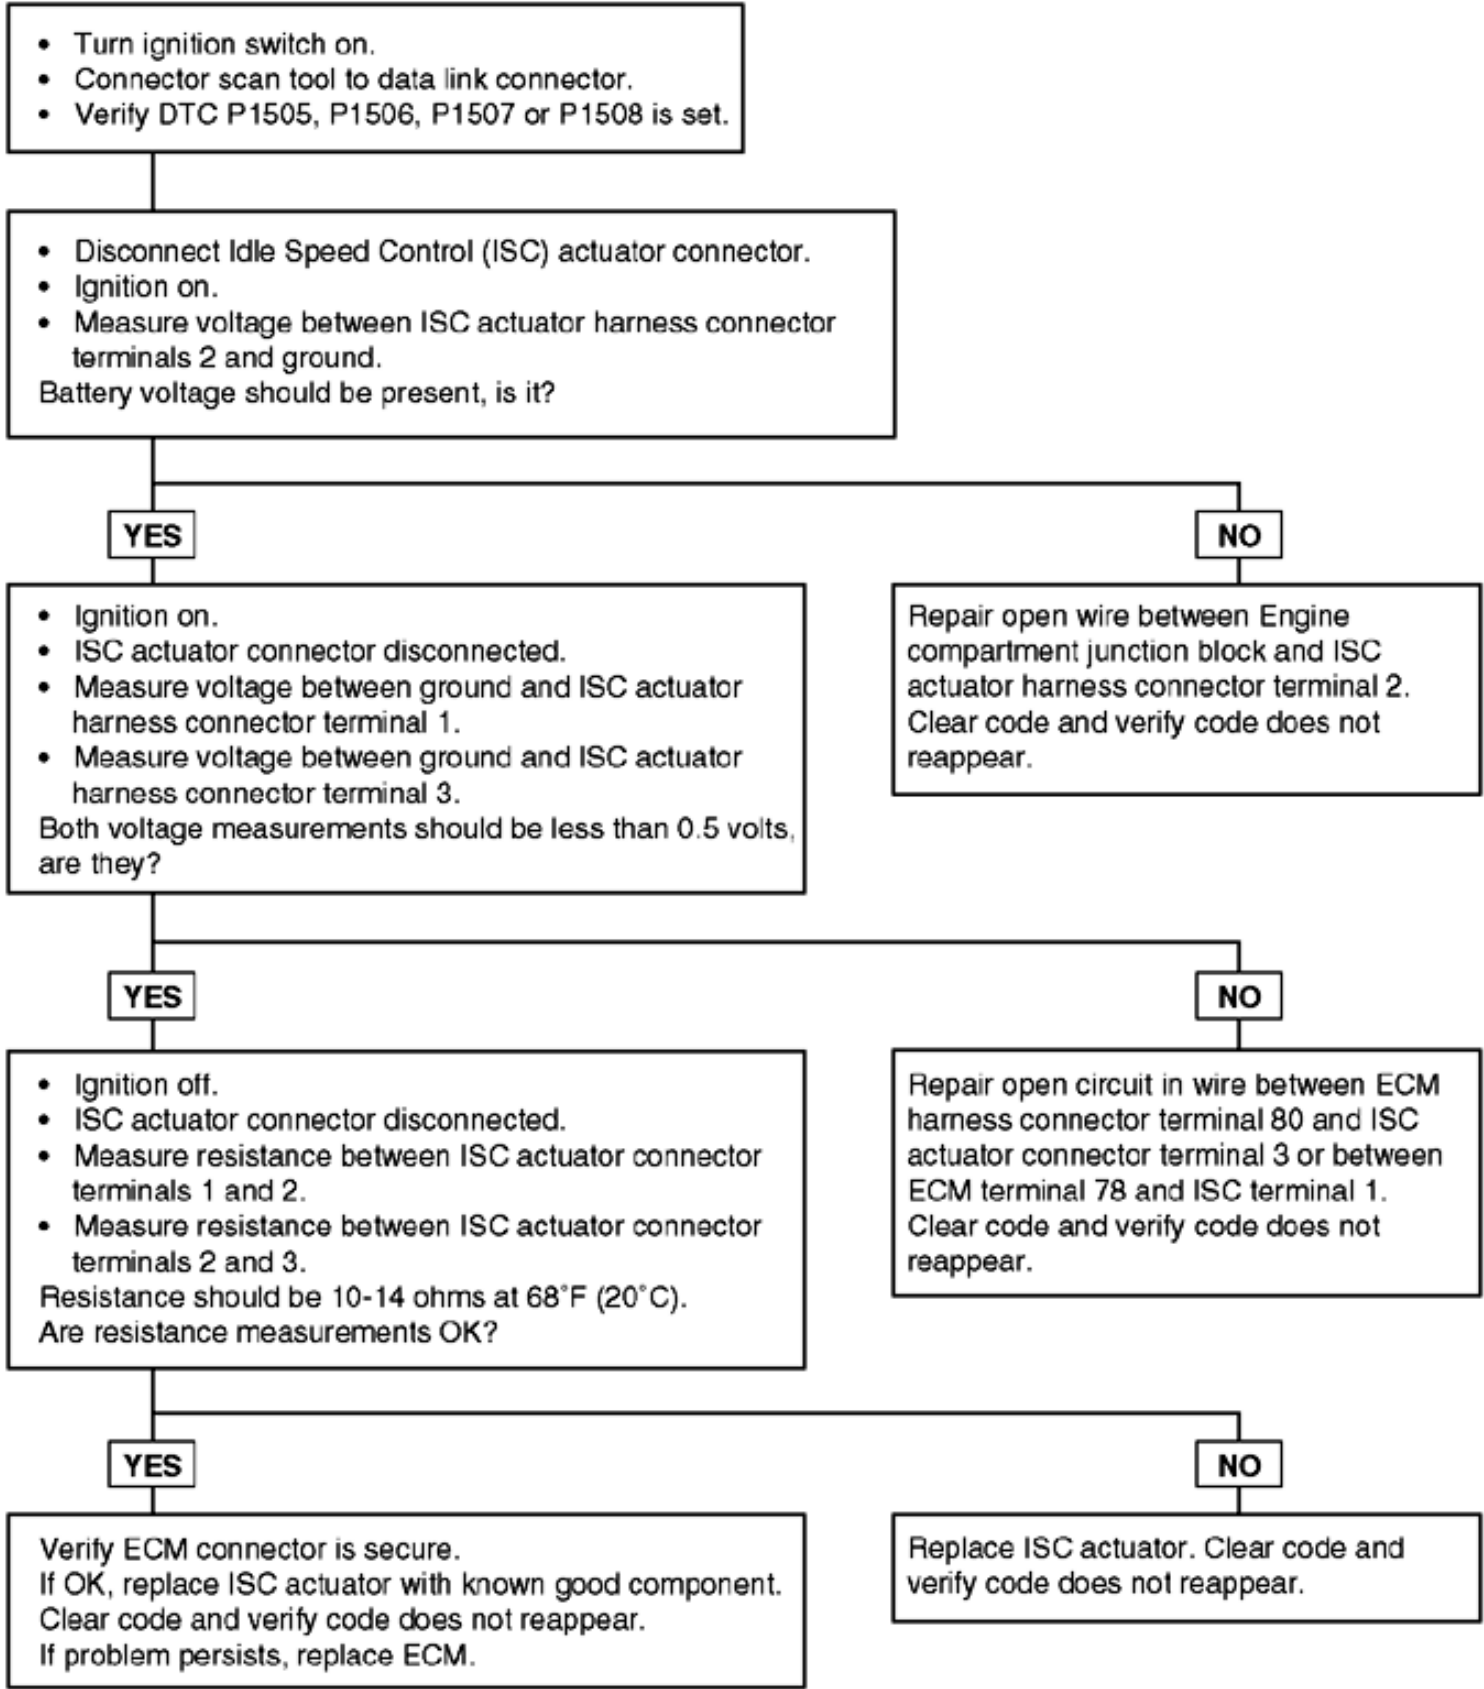 • Turn ignition switch on.
• Connector scan tool to data link connector.
• Verify DTC P1505, P1506, P1507 or P1508 is set.
• Disconnect Idle Speed Control (ISC) actuator connector.
• Ignition on.
• Measure voltage between ISC actuator harness connector
terminals 2 and ground.
Battery voltage should be present, is it?
YES
NO
• Ignition on.
• ISC actuator connector disconnected.
• Measure voltage between ground and ISC actuator
harness connector terminal 1.
• Measure voltage between ground and ISC actuator
harness connector terminal 3.
Both voltage measurements should be less than 0.5 volts,
are they?
Repair open wire between Engine
compartment junction block and ISC
actuator harness connector terminal 2.
Clear code and verify code does not
reappear.
YES
NO
• Ignition off.
• ISC actuator connector disconnected.
• Measure resistance between ISC actuator connector
terminals 1 and 2.
• Measure resistance between ISC actuator connector
terminals 2 and 3.
Resistance should be 10-14 ohms at 68°F (20°C).
Are resistance measurements OK?
Repair open circuit in wire between ECM
harness connector terminal 80 and ISC
actuator connector terminal 3 or between
ECM terminal 78 and ISC terminal 1.
Clear code and verify code does not
reappear.
YES
NO
Verify ECM connector is secure.
If OK, replace ISC actuator with known good component.
Clear code and verify code does not reappear.
If problem persists, replace ECM.
Replace ISC actuator. Clear code and
verify code does not reappear.